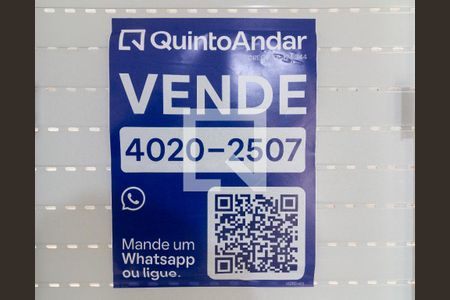 QuintoAndar
VENDE
4020-2507
Mande um
Whatsapp
ou ligue.